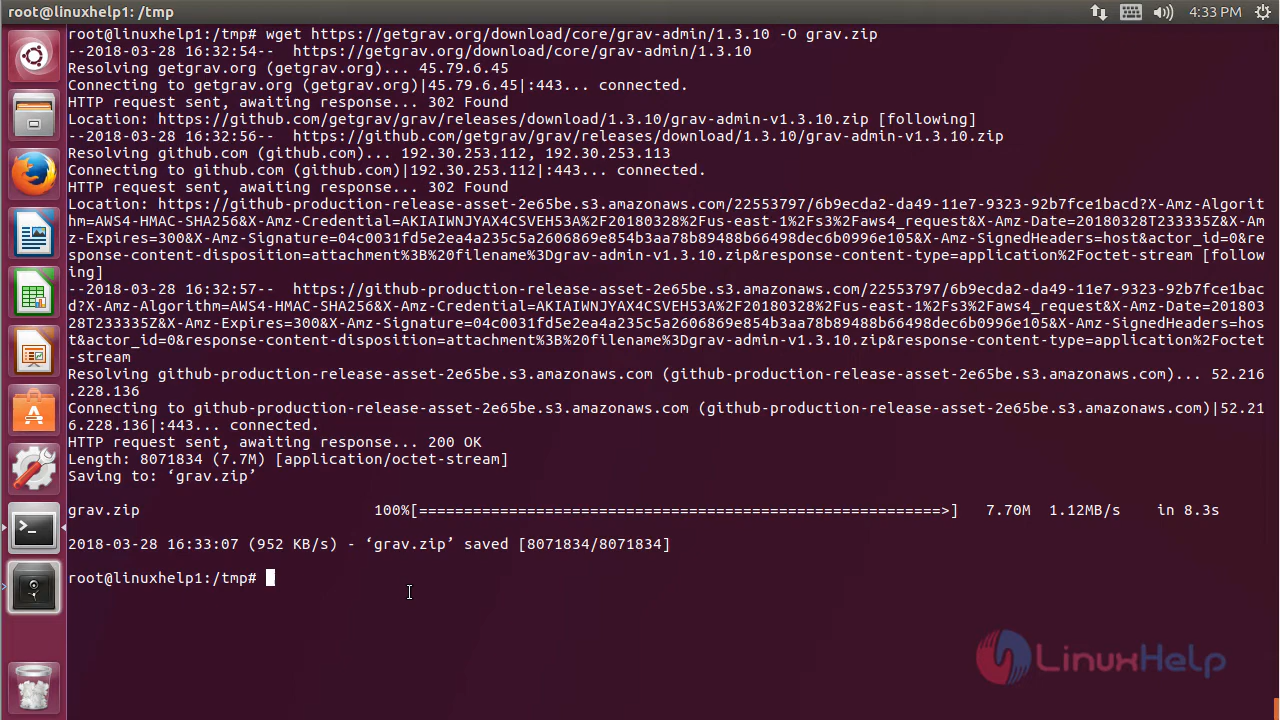 root@linuxhelp1: /tmp
4:33 PM
root@linuxhelp1:/tmp# wget https://getgrav.org/download/core/grav-admin/1.3.10 -O grav.zip
--2018-03-28 16:32:54--  https://getgrav.org/download/core/grav-admin/1.3.10
Resolving getgrav.org (getgrav.org)... 45.79.6.45
Connecting to getgrav.org (getgrav.org)|45.79.6.45|:443... connected.
HTTP request sent, awaiting response... 302 Found
Location: https://github.com/getgrav/grav/releases/download/1.3.10/grav-admin-v1.3.10.zip [following]
--2018-03-28 16:32:56--  https://github.com/getgrav/grav/releases/download/1.3.10/grav-admin-v1.3.10.zip
Resolving github.com (github.com)... 192.30.253.112, 192.30.253.113
Connecting to github.com (github.com)|192.30.253.112|:443... connected.
HTTP request sent, awaiting response... 302 Found
Location: https://github-production-release-asset-2e65be.s3.amazonaws.com/22553797/6b9ecda2-da49-11e7-9323-92b7fce1bacd?X-Amz-Algorit
hm=AWS4-HMAC-SHA256&X-Amz-Credential=AKIAIWNJYAX4CSVEH53A%2F20180328%2Fus-east-1%2Fs3%2Faws4_request&X-Amz-Date=20180328T233335Z&X-Am
z-Expires=300&X-Amz-Signature=04c0031fd5e2ea4a235c5a2606869e854b3aa78b89488b66498dec6b0996e105&X-Amz-SignedHeaders=host&actor_id=0&re
sponse-content-disposition=attachment%3B%20filename%3Dgrav-admin-v1.3.10.zip&response-content-type=application%2Foctet-stream [follow
ing]
--2018-03-28 16:32:57--  https://github-production-release-asset-2e65be.s3.amazonaws.com/22553797/6b9ecda2-da49-11e7-9323-92b7fce1bac
d?X-Amz-Algorithm=AWS4-HMAC-SHA256&X-Amz-Credential=AKIAIWNJYAX4CSVEH53A%2F20180328%2Fus-east-1%2Fs3%2Faws4_request&X-Amz-Date=201803
28T233335Z&X-Amz-Expires=300&X-Amz-Signature=04c0031fd5e2ea4a235c5a2606869e854b3aa78b89488b66498dec6b0996e105&X-Amz-SignedHeaders=hos
t&actor_id=0&response-content-disposition=attachment%3B%20filename%3Dgrav-admin-v1.3.10.zip&response-content-type=application%2Foctet
-stream
Resolving github-production-release-asset-2e65be.s3.amazonaws.com (github-production-release-asset-2e65be.s3.amazonaws.com)... 52.216
.228.136
Connecting to github-production-release-asset-2e65be.s3.amazonaws.com (github-production-release-asset-2e65be.s3.amazonaws.com)|52.21
6.228.136|:443... connected.
HTTP request sent, awaiting response... 200 OK
Length: 8071834 (7.7M) [application/octet-stream]
Saving to: ‘grav.zip’
grav.zip 100%[==========================================================>] 7.70M 1.12MB/s in 8.3s
2018-03-28 16:33:07 (952 KB/s) - ‘grav.zip’ saved [8071834/8071834]
root@linuxhelp1:/tmp#
LinuxHelp